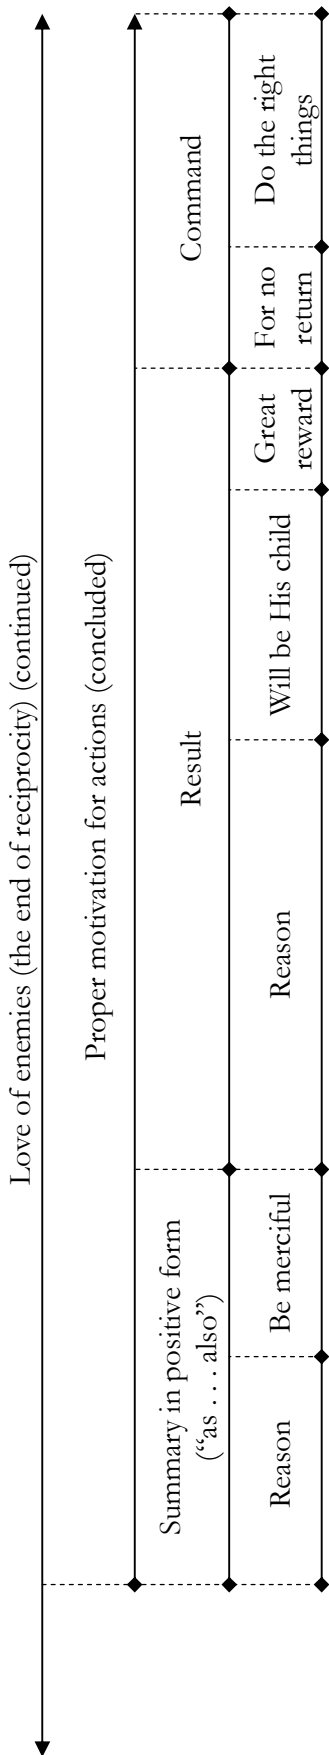 Love of enemies (the end of reciprocity) (continued)
Proper motivation for actions (concluded)
Summary in positive form
(“as . . . also”)
Result
Command
Reason
Be merciful
Reason
Will be His child
Great
reward
For no
return
Do the right
things